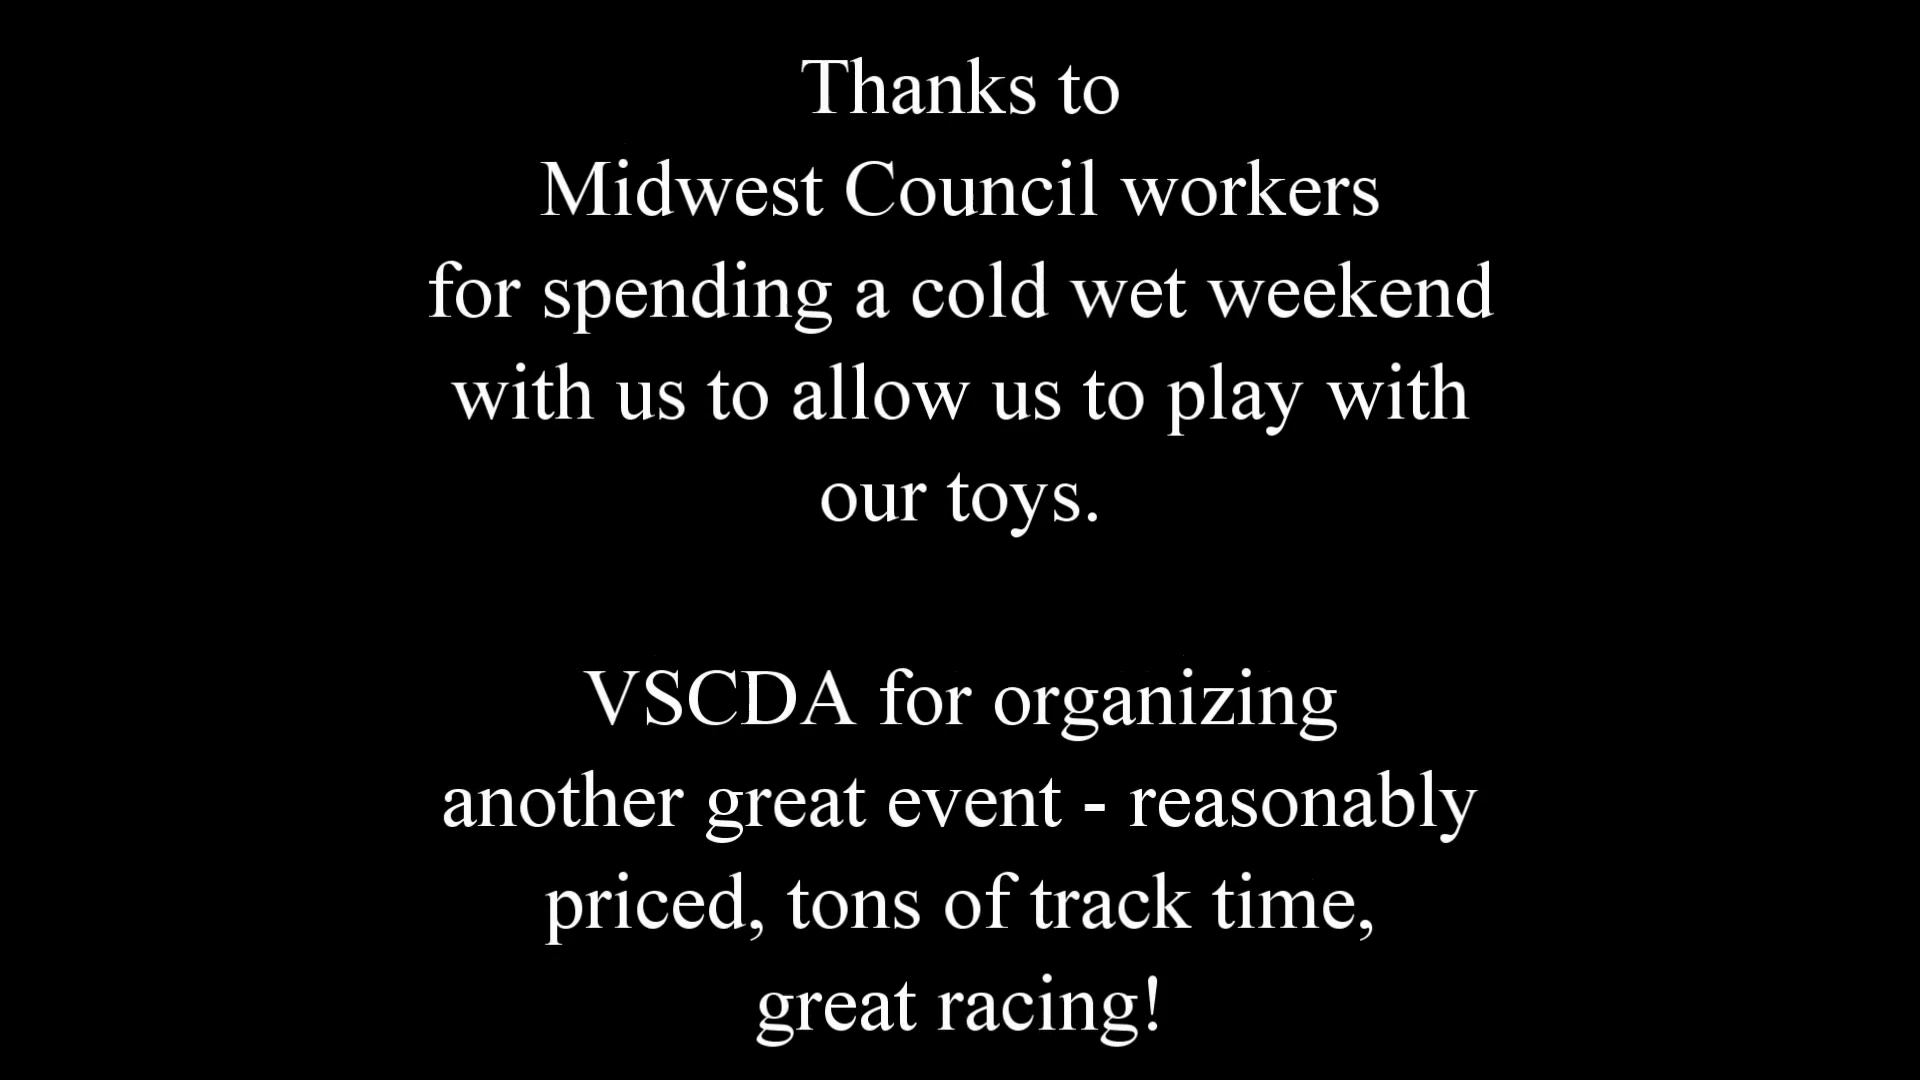 Thanks to
Midwest Council workers
for spending a cold wet weekend
with us to allow us to play with
our toys.
VSCDA for organizing
another great event - reasonably
priced, tons of track time,
great racing!